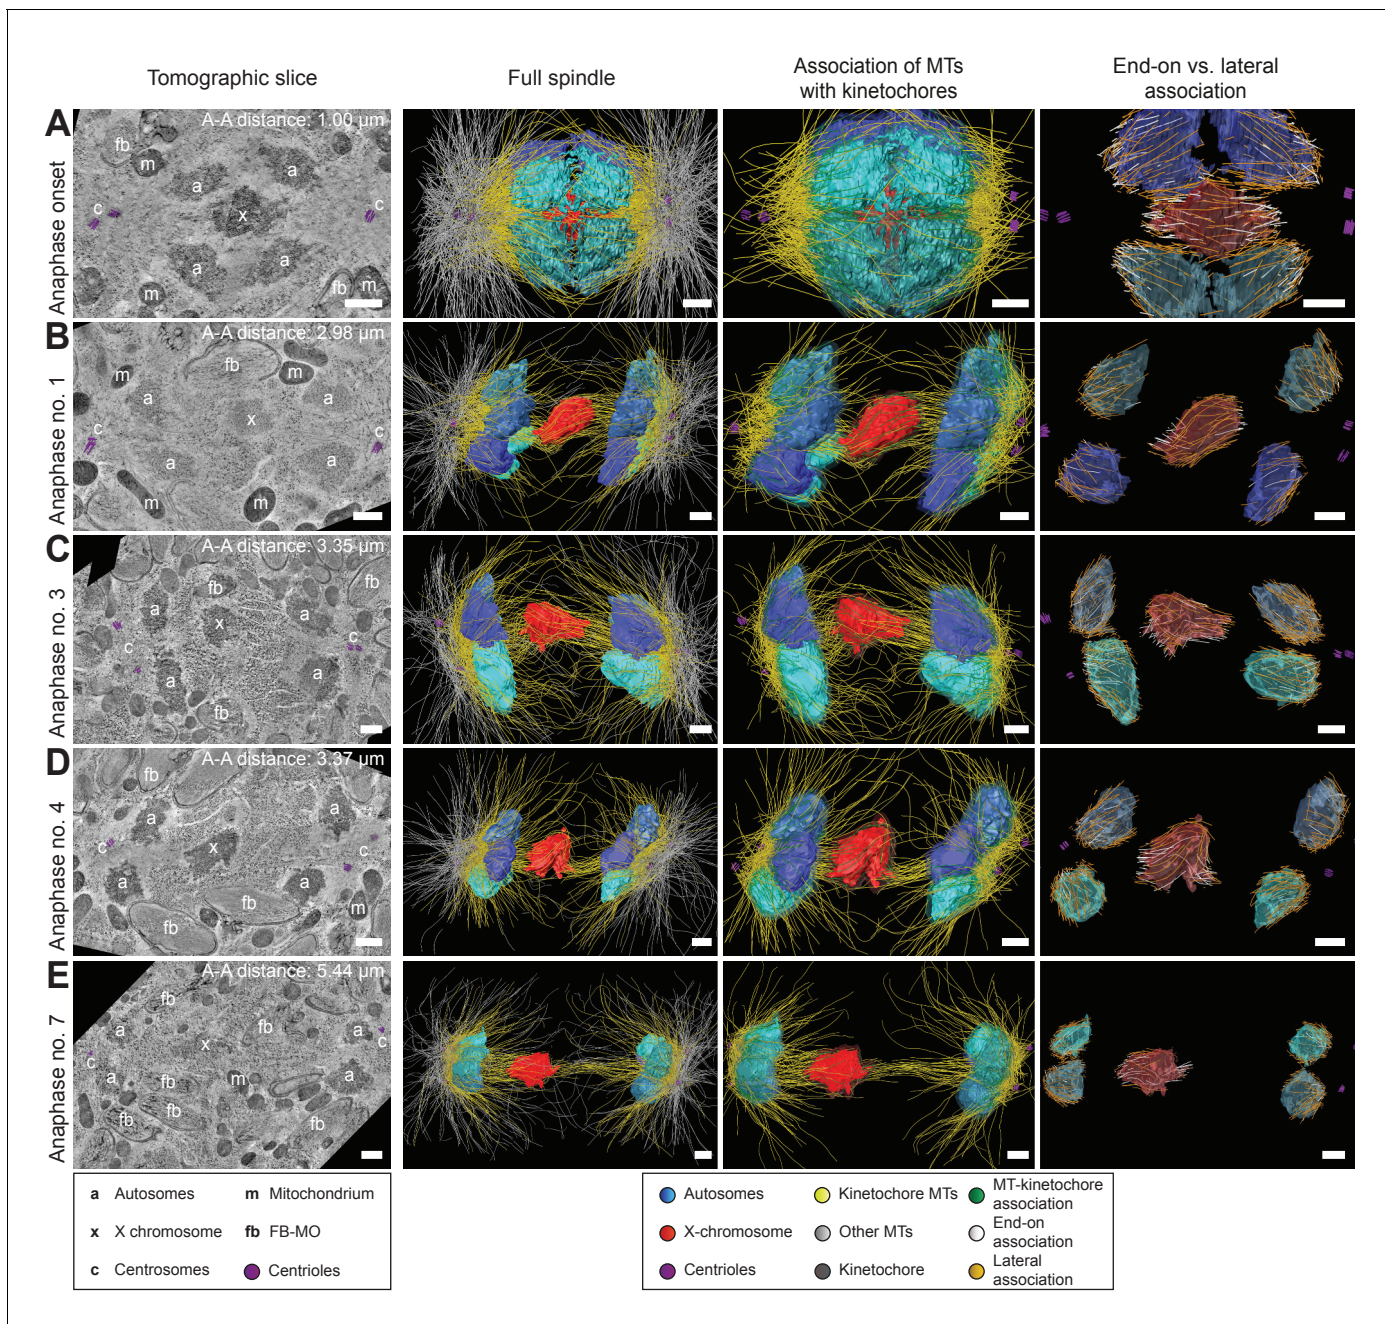 Tomographic slice
Full spindle
Association of MTs
with kinetochores
End-on vs. lateral
association
A
Anaphase onset
A-A distance: 1.00 µm
fb
m
a
a
c
x
c
a
a
m
fb
m
B
Anaphase no. 1
A-A distance: 2.98 µm
fb
m
m
a
a
x
c
c
a
a
m
m
C
Anaphase no. 3
A-A distance: 3.35 µm
fb
fb
a
a
x
c
c
a
a
fb
D
Anaphase no. 4
A-A distance: 3.37 µm
fb
a
a
c
x
c
a
a
fb
m
fb
E
Anaphase no. 7
A-A distance: 5.44 µm
fb
a
fb
a
c
x
c
a
fb
m
a
fb
fb
fb
a Autosomes
m Mitochondrium
x X chromosome
fb FB-MO
c Centrosomes
Centrioles
Autosomes
Kinetochore MTs
MT-kinetochore
association
X-chromosome
Other MTs
End-on
association
Centrioles
Kinetochore
Lateral
association